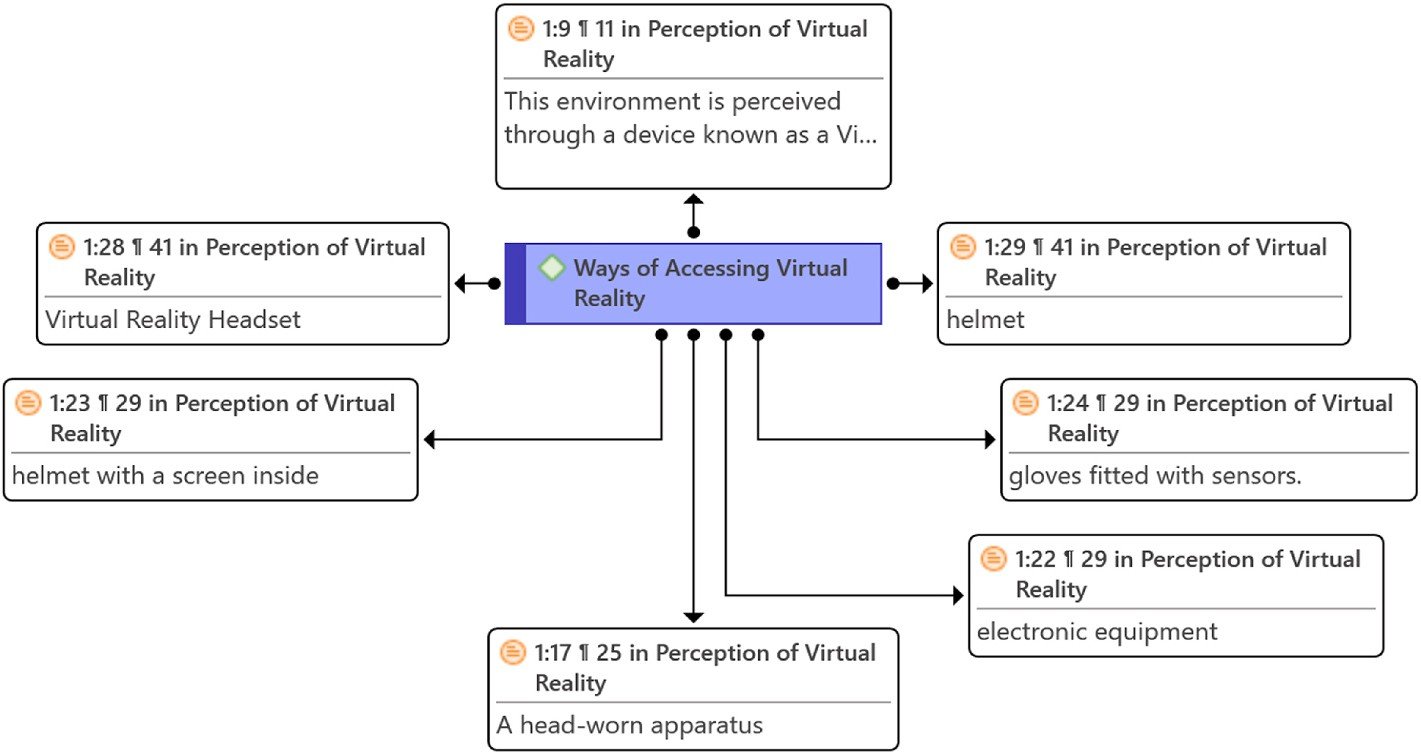 1:9 ¶ 11 in Perception of Virtual
Reality
This environment is perceived
through a device known as a Vi...
1:28 ¶ 41 in Perception of Virtual
Reality
Virtual Reality Headset
Ways of Accessing Virtual
Reality
1:29 ¶ 41 in Perception of Virtual
Reality
helmet
1:23 ¶ 29 in Perception of Virtual
Reality
helmet with a screen inside
1:24 ¶ 29 in Perception of Virtual
Reality
gloves fitted with sensors.
1:22 ¶ 29 in Perception of Virtual
Reality
electronic equipment
1:17 ¶ 25 in Perception of Virtual
Reality
A head-worn apparatus